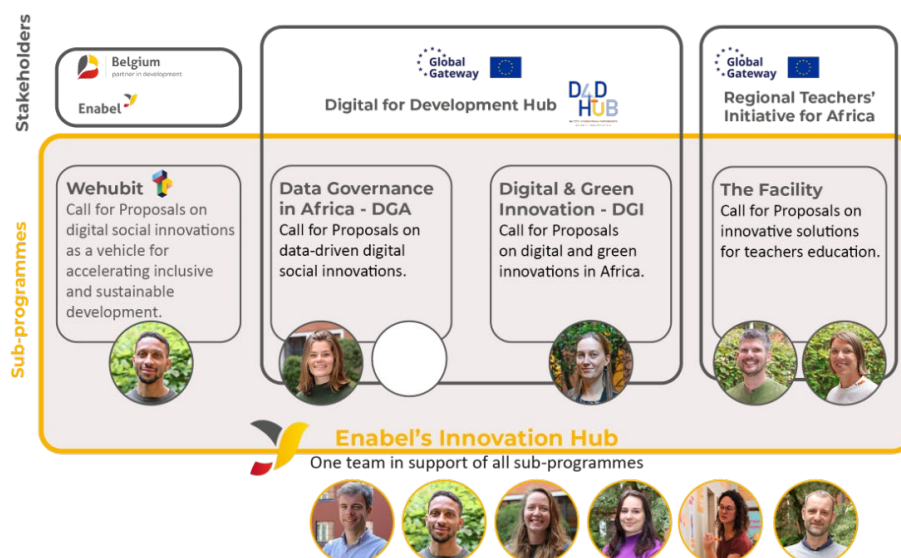 Stakeholders
Belgium
partner in development
Enabel
Global
Gateway
Digital for Development Hub
D4D
HUB
Global
Gateway
Regional Teachers'
Initiative for Africa
Sub-programmes
Wehubit
Call for Proposals on
digital social innovations
as a vehicle for
accelerating inclusive
and sustainable
development.
Data Governance
in Africa - DGA
Call for Proposals on
data-driven digital
social innovations.
Digital & Green
Innovation - DGI
Call for Proposals
on digital and green
innovations in Africa.
The Facility
Call for Proposals on
innovative solutions
for teachers education.
Enabel's Innovation Hub
One team in support of all sub-programmes